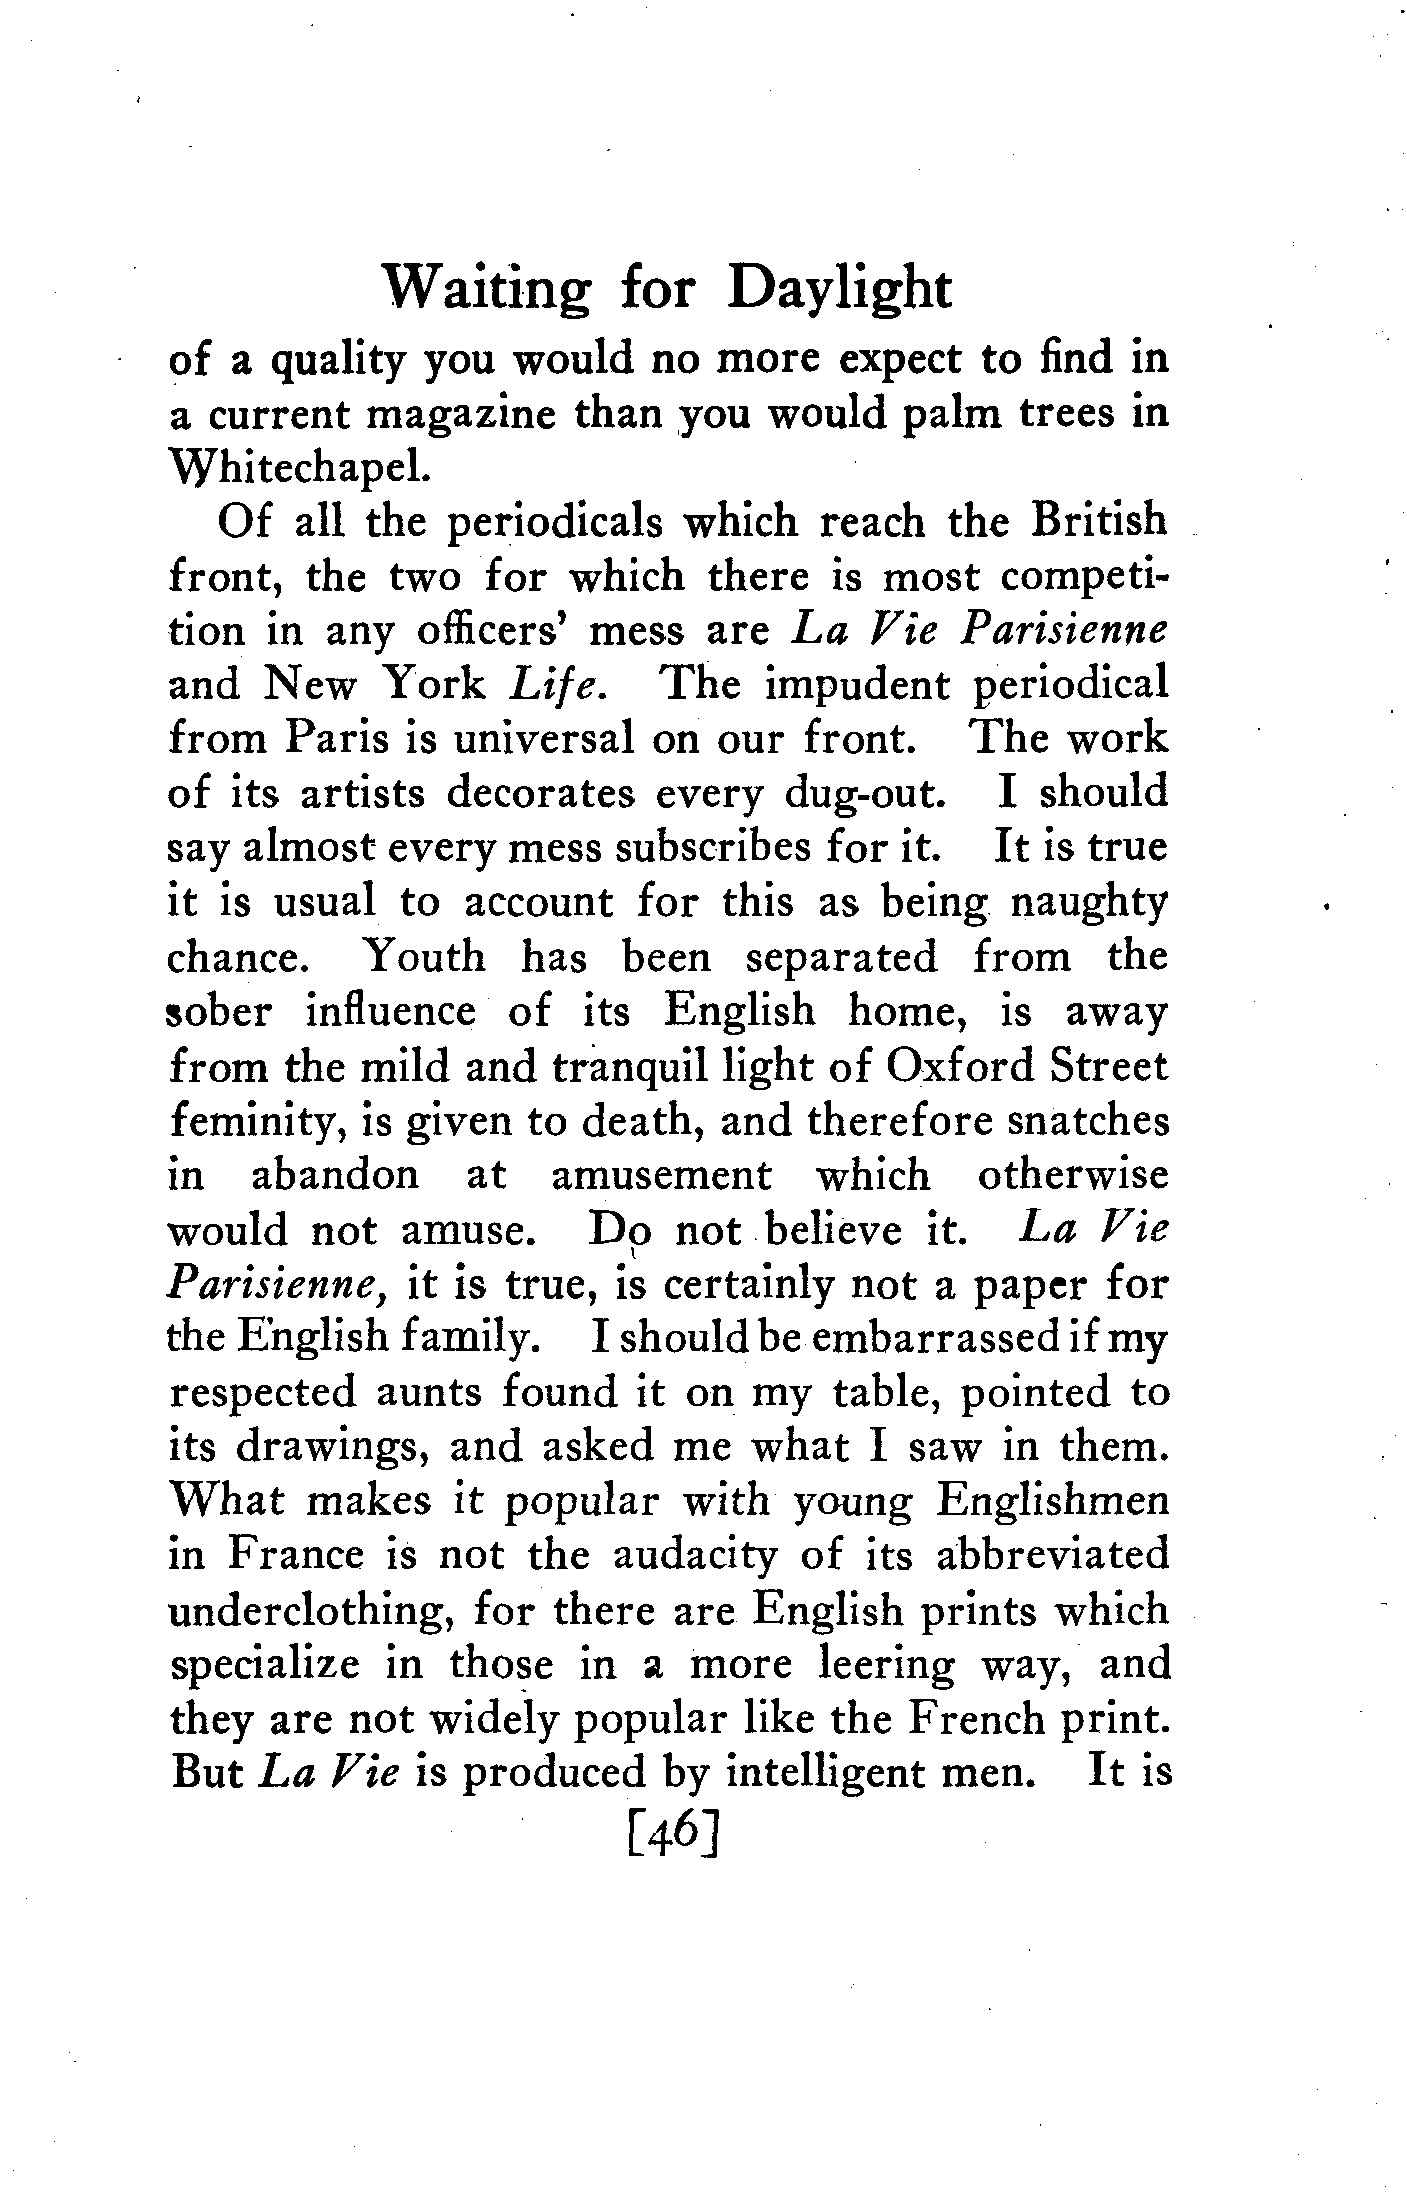 Waiting for Daylight
of a quality you would no more expect to find in
a current magazine than you would palm trees in
Whitechapel.
Of all the periodicals which reach the British
front, the two for which there is most competi-
tion in any officers' mess are La Vie Parisienne
and New York Life. The impudent periodical
from Paris is universal on our front. The work
of its artists decorates every dug-out. I should
say almost every mess subscribes for it. It is true
it is usual to account for this as being naughty
chance. Youth has been separated from the
sober influence of its English home, is away
from the mild and tranquil light of Oxford Street
feminity, is given to death, and therefore snatches
in abandon at amusement which otherwise
would not amuse. Do not believe it. La Vie
Parisienne, it is true, is certainly not a paper for
the English family. I should be embarrassed if my
respected aunts found it on my table, pointed to
its drawings, and asked me what I saw in them.
What makes it popular with young Englishmen
in France is not the audacity of its abbreviated
underclothing, for there are English prints which
specialize in those in a more leering way, and
they are not widely popular like the French print.
But La Vie is produced by intelligent men. It is
[46]